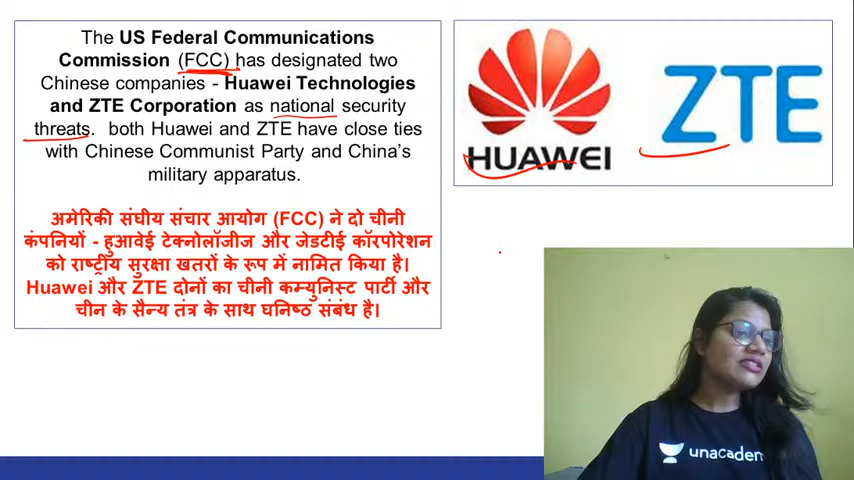 The US Federal Communications
Commission (FCC) has designated two
Chinese companies - Huawei Technologies
and ZTE Corporation as national security
threats. both Huawei and ZTE have close ties
with Chinese Communist Party and China's
military apparatus.
अमेरिकी संघीय संचार आयोग (FCC) ने दो चीनी
कंपनियों - हुआवेई टेक्नोलॉजीज और जेडटीई कॉरपोरेशन
को राष्ट्रीय सुरक्षा खतरों के रूप में नामित किया है।
Huawei और ZTE दोनों का चीनी कम्युनिस्ट पार्टी और
चीन के सैन्य तंत्र के साथ घनिष्ठ संबंध है।
HUAWEI
ZTE
unacadem